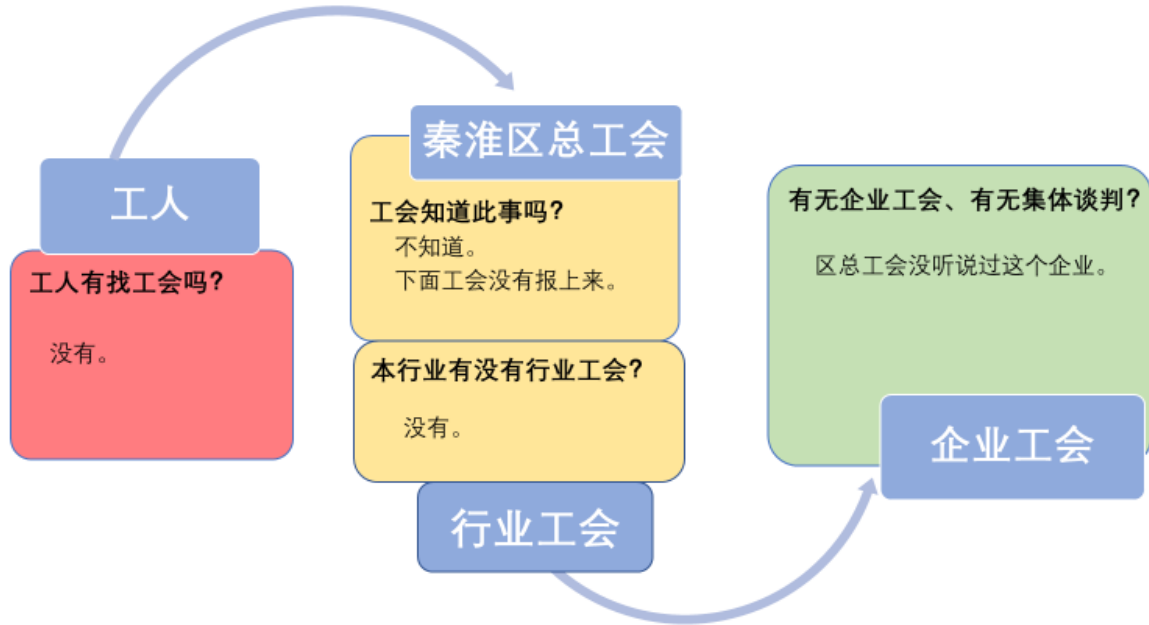 工人
工人有找工会吗？
没有。
秦淮区总工会
工会知道此事吗？
不知道。
下面工会没有报上来。
本行业有没有行业工会？
没有。
行业工会
有无企业工会、有无集体谈判？
区总工会没听说过这个企业。
企业工会